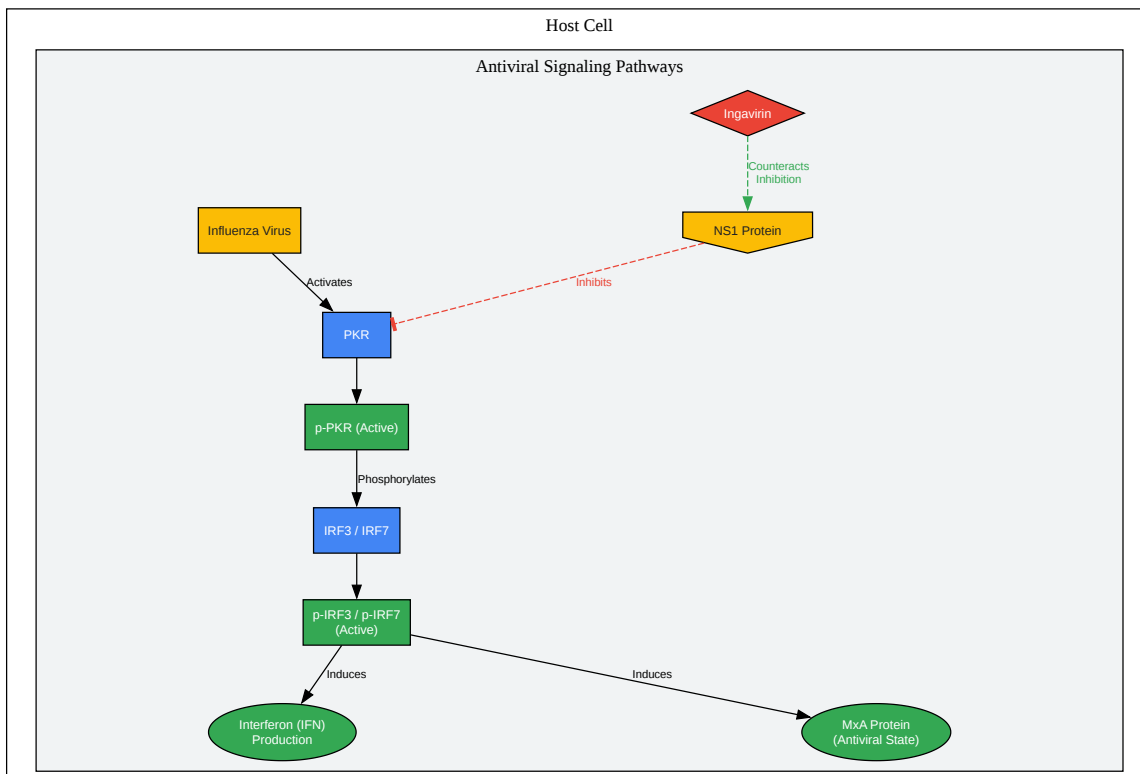 Host Cell
Antiviral Signaling Pathways
Ingavirin
Counteracts
Inhibition
Influenza Virus
NS1 Protein
Activates
Inhibits
PKR
p-PKR (Active)
Phosphorylates
IRF3 / IRF7
p-IRF3 / p-IRF7
(Active)
Induces
Induces
Interferon (IFN)
Production
MxA Protein
(Antiviral State)